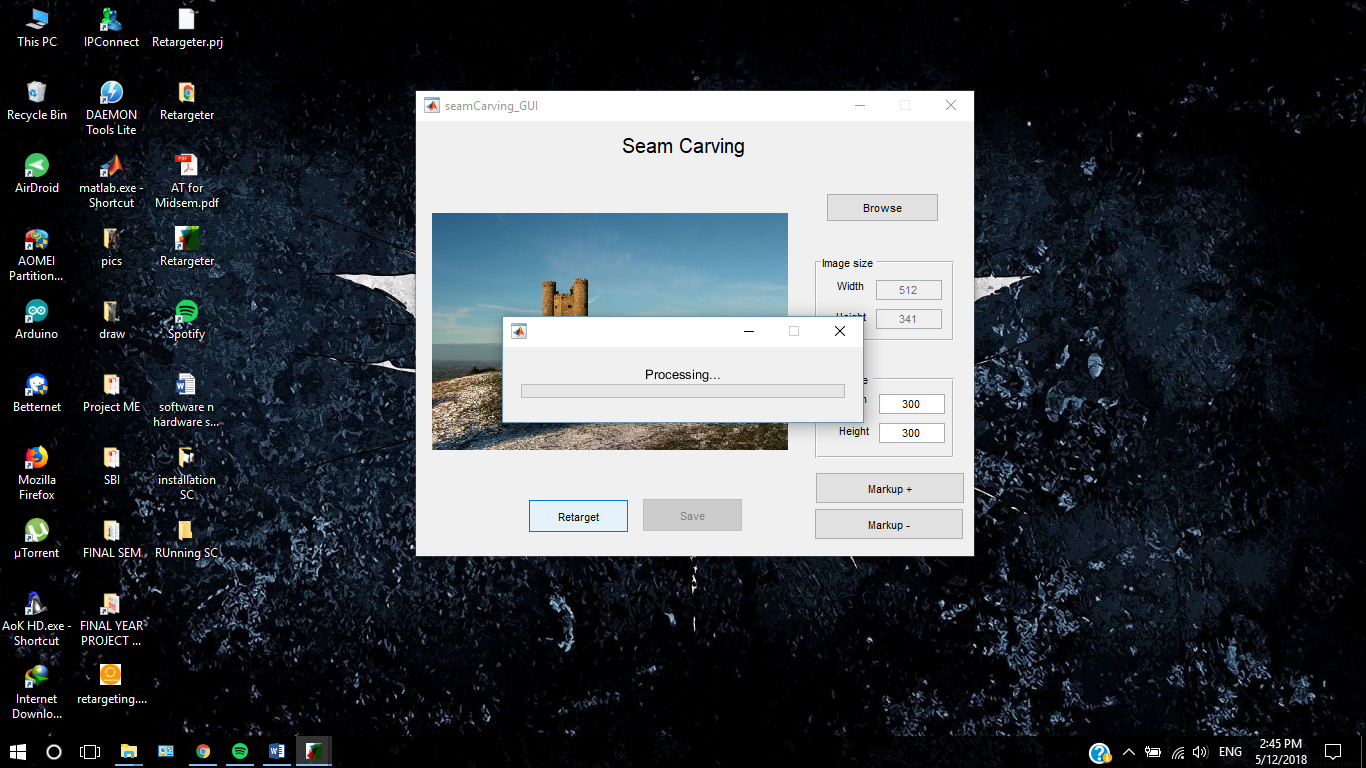 This PC
IPConnect
Retargeter.prj
Recycle Bin
DAEMON
Tools Lite
Retargeter
AirDroid
matlab.exe -
Shortcut
PDF
AT for
Midsem.pdf
AOMEI
Partition...
pics
Retargeter
Arduino
draw
Spotify
Betternet
Project ME
software n
hardware s...
Mozilla
Firefox
SBI
installation
SC
µTorrent
FINAL SEM
RUnning SC
AoK HD.exe -
Shortcut
FINAL YEAR
PROJECT ...
Internet
Downlo...
retargeting....
seamCarving_GUI
Seam Carving
Browse
Image size
Width
512
Height
341
Processing...
300
Height
300
Markup +
Markup -
Retarget
Save
ENG
2:45 PM
5/12/2018